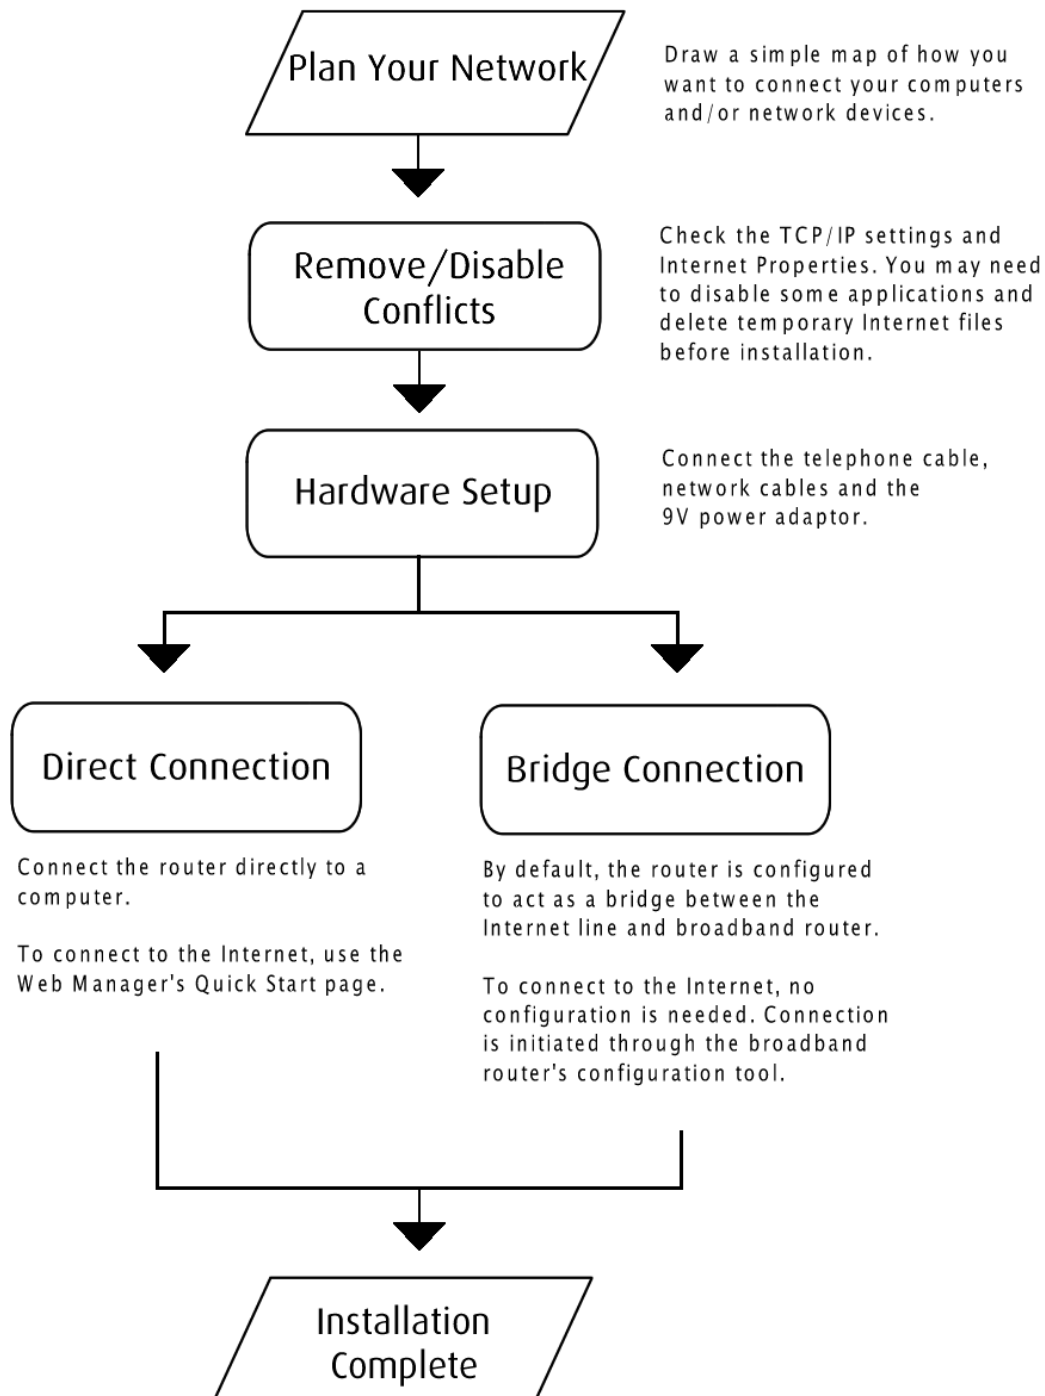 Plan Your Network
Draw a simple map of how you
want to connect your computers
and/or network devices.
Remove/Disable
Conflicts
Check the TCP/IP settings and
Internet Properties. You may need
to disable some applications and
delete temporary Internet files
before installation.
Hardware Setup
Connect the telephone cable,
network cables and the
9V power adaptor.
Direct Connection
Connect the router directly to a
computer.
To connect to the Internet, use the
Web Manager's Quick Start page.
Bridge Connection
By default, the router is configured
to act as a bridge between the
Internet line and broadband router.
To connect to the Internet, no
configuration is needed. Connection
is initiated through the broadband
router's configuration tool.
Installation
Complete